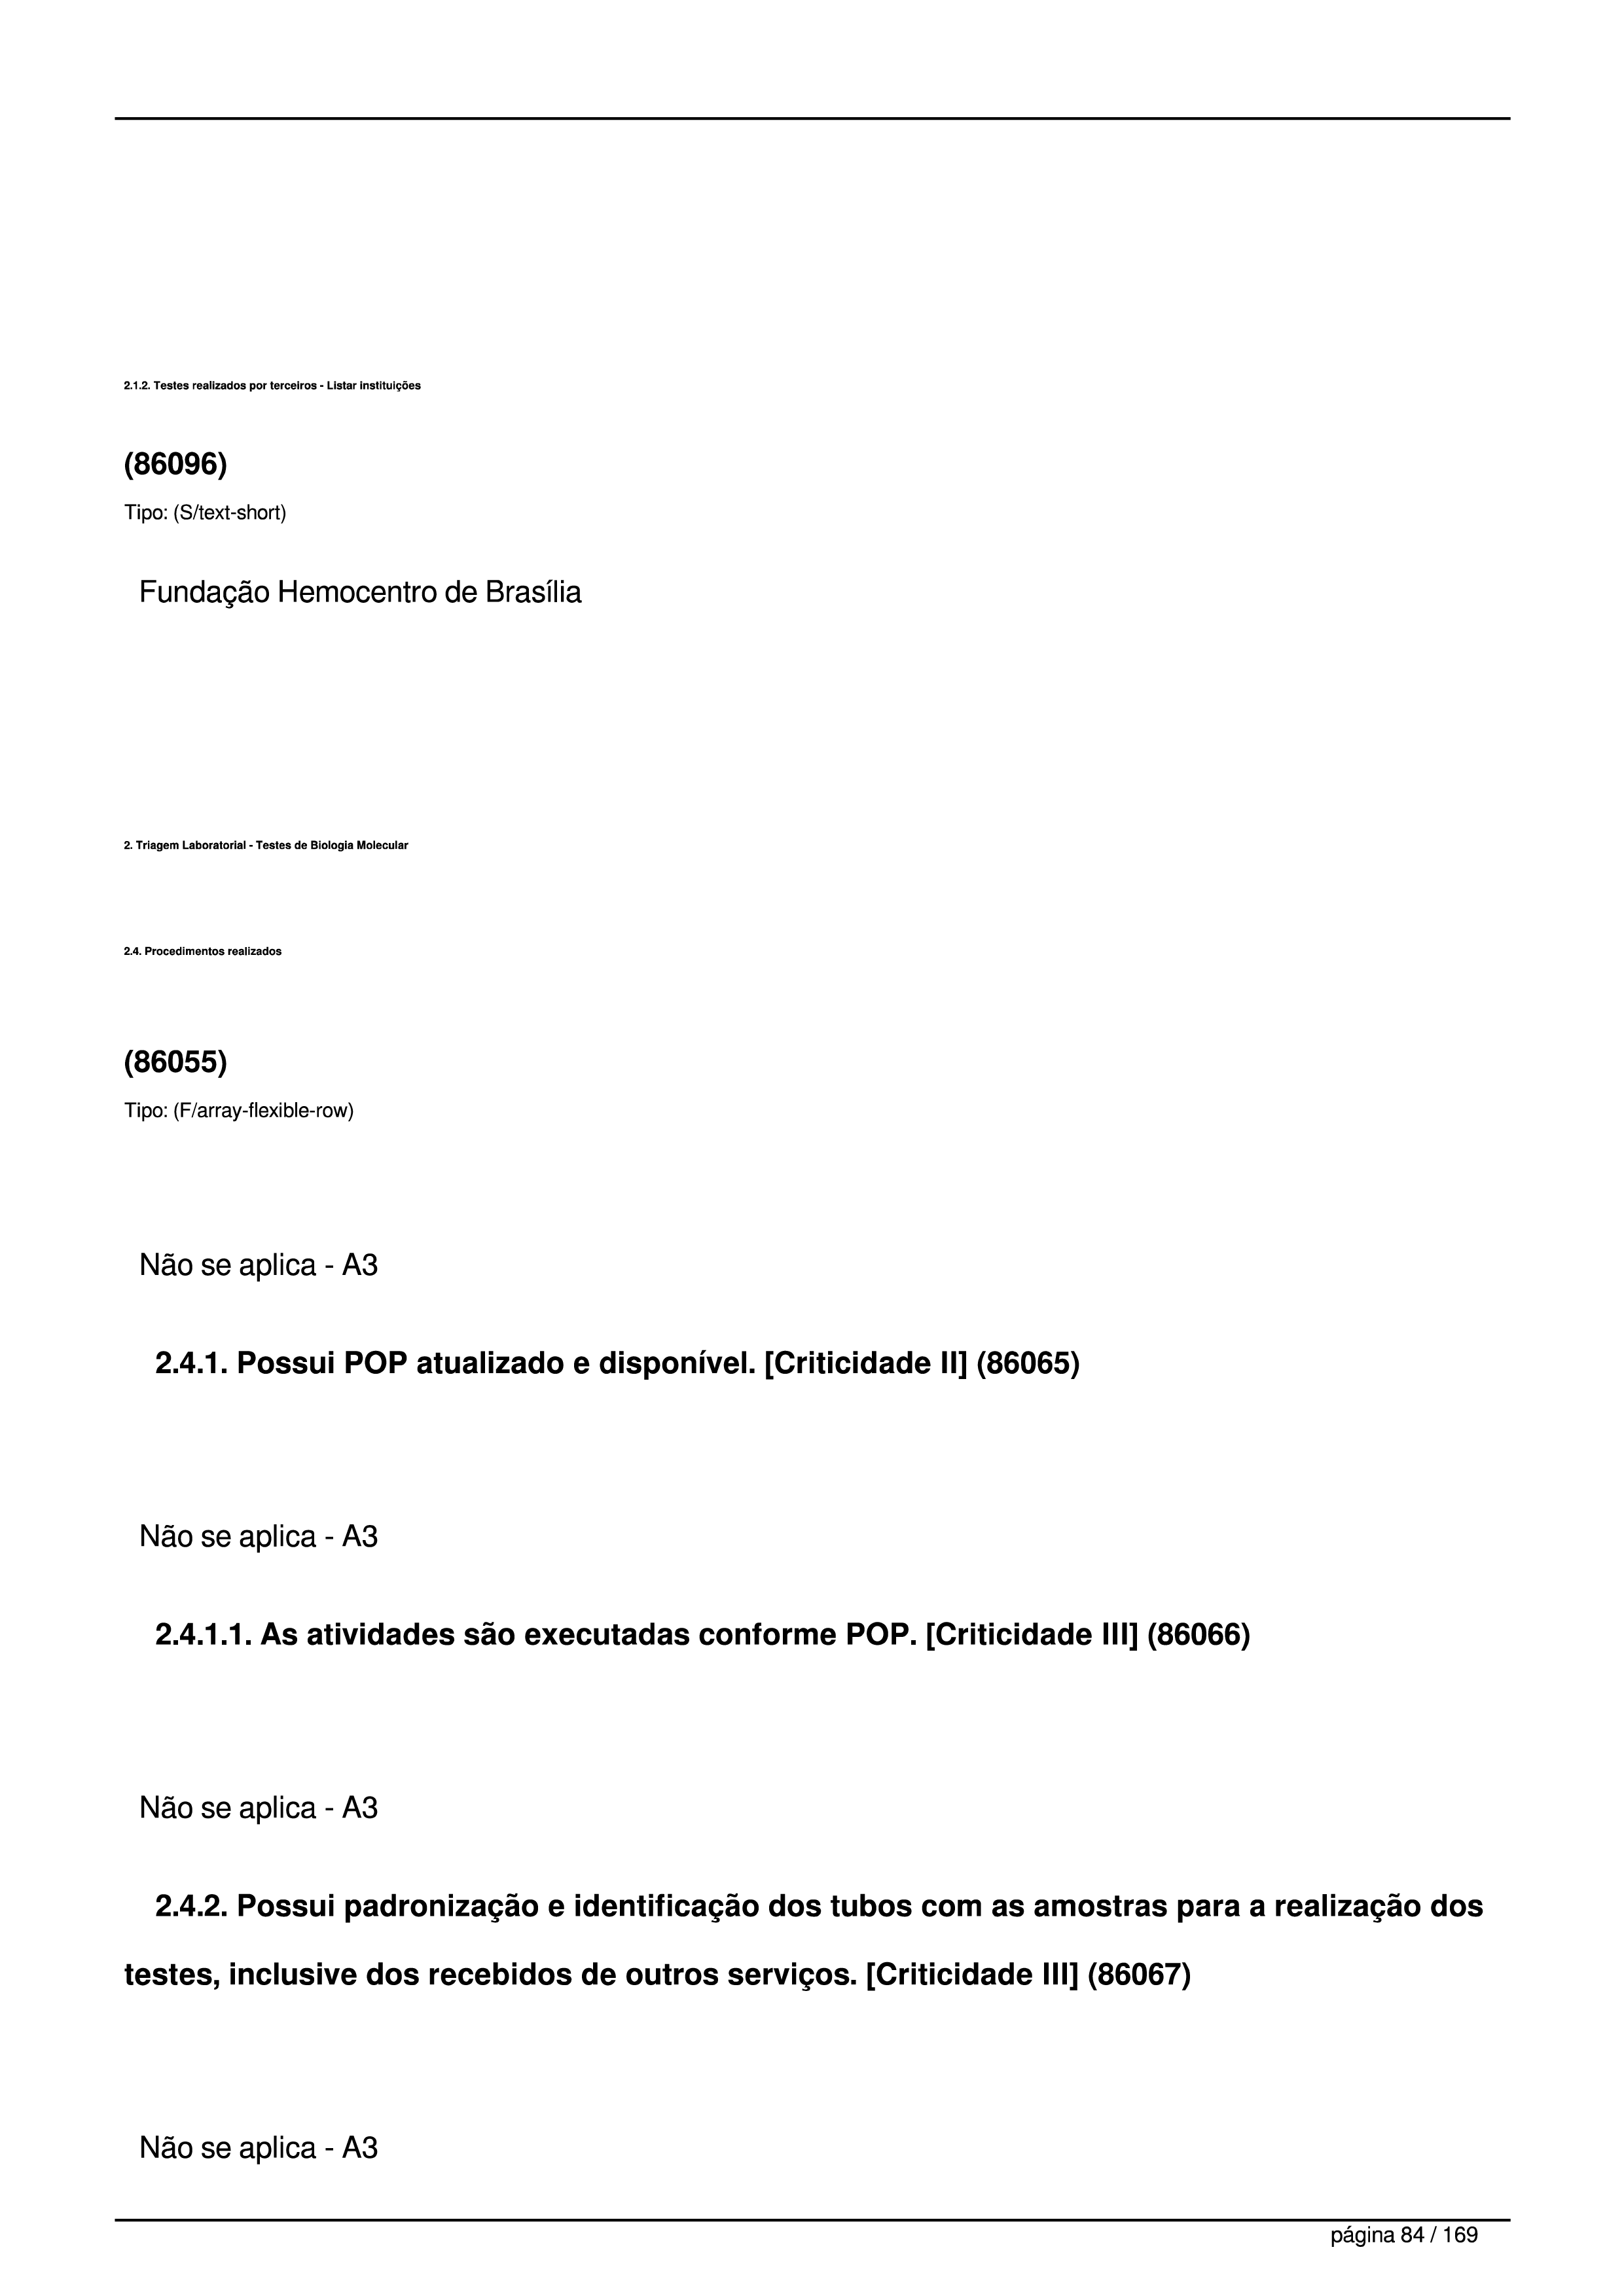 2.1.2. Testes realizados por terceiros - Listar instituições
(86096)
Tipo: (S/text-short)
Fundação Hemocentro de Brasília
2. Triagem Laboratorial - Testes de Biologia Molecular
2.4. Procedimentos realizados
(86055)
Tipo: (F/array-flexible-row)
Não se aplica - A3
2.4.1. Possui POP atualizado e disponível. [Criticidade II] (86065)
Não se aplica - A3
2.4.1.1. As atividades são executadas conforme POP. [Criticidade III] (86066)
Não se aplica - A3
2.4.2. Possui padronização e identificação dos tubos com as amostras para a realização dos
testes, inclusive dos recebidos de outros serviços. [Criticidade III] (86067)
Não se aplica - A3
página 84 / 169